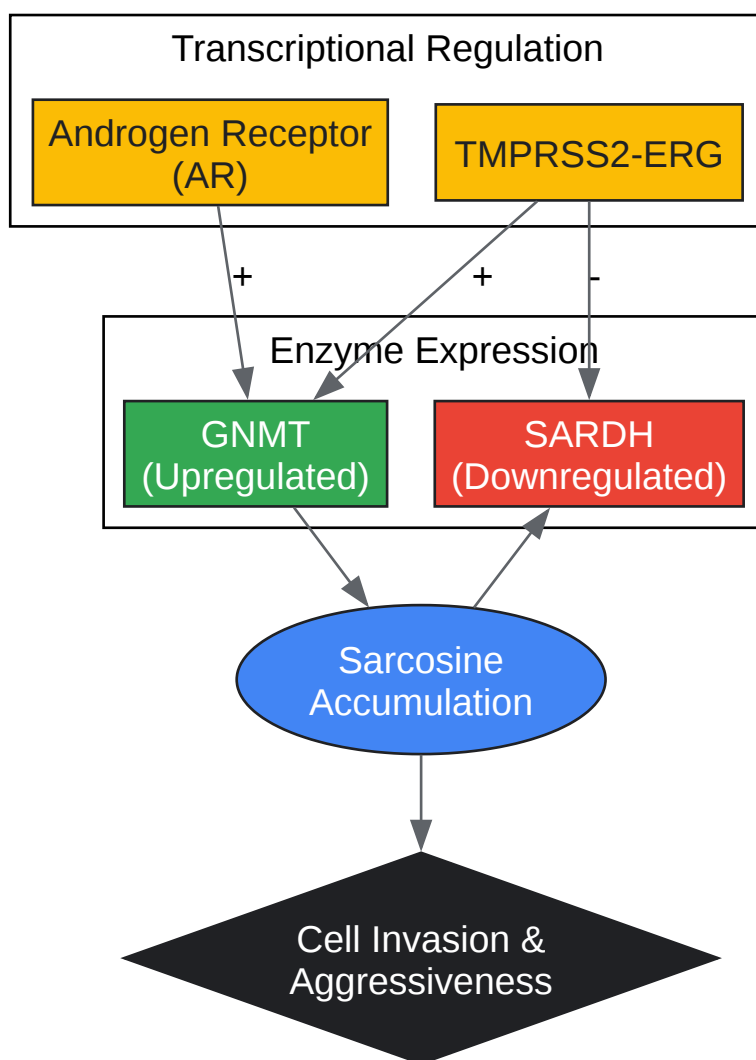 Transcriptional Regulation
Androgen Receptor
(AR)
TMPRSS2-ERG
+
+
-
Enzyme Expression
GNMT
(Upregulated)
SARDH
(Downregulated)
Sarcosine
Accumulation
Cell Invasion &
Aggressiveness